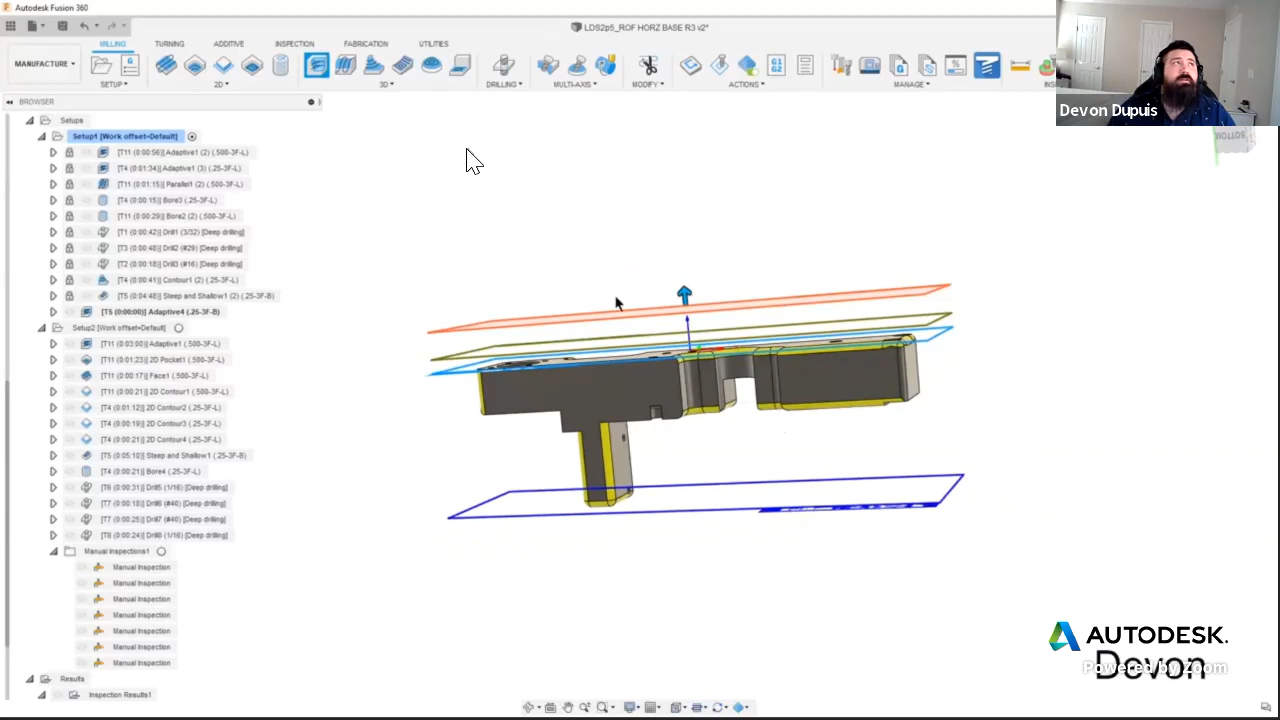 Autodesk Fusion 360
LDS2p5_ROF HORZ BASE R3 v2*
MILLING TURNING ADDITIVE INSPECTION FABRICATION UTILITIES
MANUFACTURE
SETUP 2D 3D DRILLING MULTI-AXIS MODIFY ACTIONS MANAGE
G1
G2
BROWSER
Devon Dupuis
BOTTOM
Setups
Setup1 [Work offset=Default]
[T11 (0:00:56)] Adaptive1 (2) (.500-3F-L)
[T4 (0:01:34)] Adaptive1 (3) (.25-3F-L)
[T11 (0:01:15)] Parallel1 (2) (.500-3F-L)
[T4 (0:00:15)] Bore3 (.25-3F-L)
[T11 (0:00:29)] Bore2 (2) (.500-3F-L)
[T1 (0:00:42)] Drill1 (3/32) [Deep drilling]
[T3 (0:00:48)] Drill2 (#29) [Deep drilling]
[T2 (0:00:18)] Drill3 (#16) [Deep drilling]
[T4 (0:00:41)] Contour1 (2) (.25-3F-L)
[T5 (0:04:48)] Steep and Shallow1 (2) (.25-3F-B)
[T5 (0:00:00)] Adaptive4 (.25-3F-B)
Setup2 [Work offset=Default]
[T11 (0:03:00)] Adaptive1 (.500-3F-L)
[T11 (0:01:23)] 2D Pocket1 (.500-3F-L)
[T11 (0:00:17)] Face1 (.500-3F-L)
[T11 (0:00:21)] 2D Contour1 (.500-3F-L)
[T4 (0:01:12)] 2D Contour2 (.25-3F-L)
[T4 (0:00:19)] 2D Contour3 (.25-3F-L)
[T4 (0:00:21)] 2D Contour4 (.25-3F-L)
[T5 (0:05:10)] Steep and Shallow1 (.25-3F-B)
[T4 (0:00:21)] Bore4 (.25-3F-L)
[T6 (0:00:31)] Drill5 (1/16) [Deep drilling]
[T7 (0:00:18)] Drill6 (#40) [Deep drilling]
[T7 (0:00:25)] Drill7 (#40) [Deep drilling]
[T8 (0:00:21)] Drill8 (1/16) [Deep drilling]
Manual Inspections1
Manual Inspection
Manual Inspection
Manual Inspection
Manual Inspection
Manual Inspection
Manual Inspection
Manual Inspection
Results
Inspection Results1
AUTODESK.
Devon
Powered by Zoom